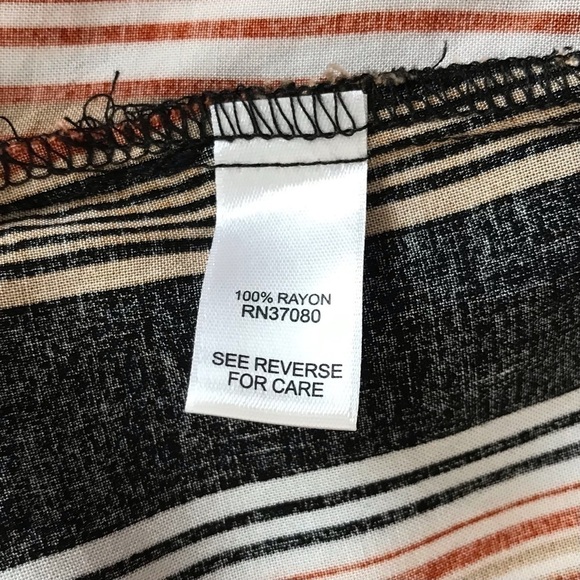 100% RAYON
RN37080
SEE REVERSE
FOR CARE